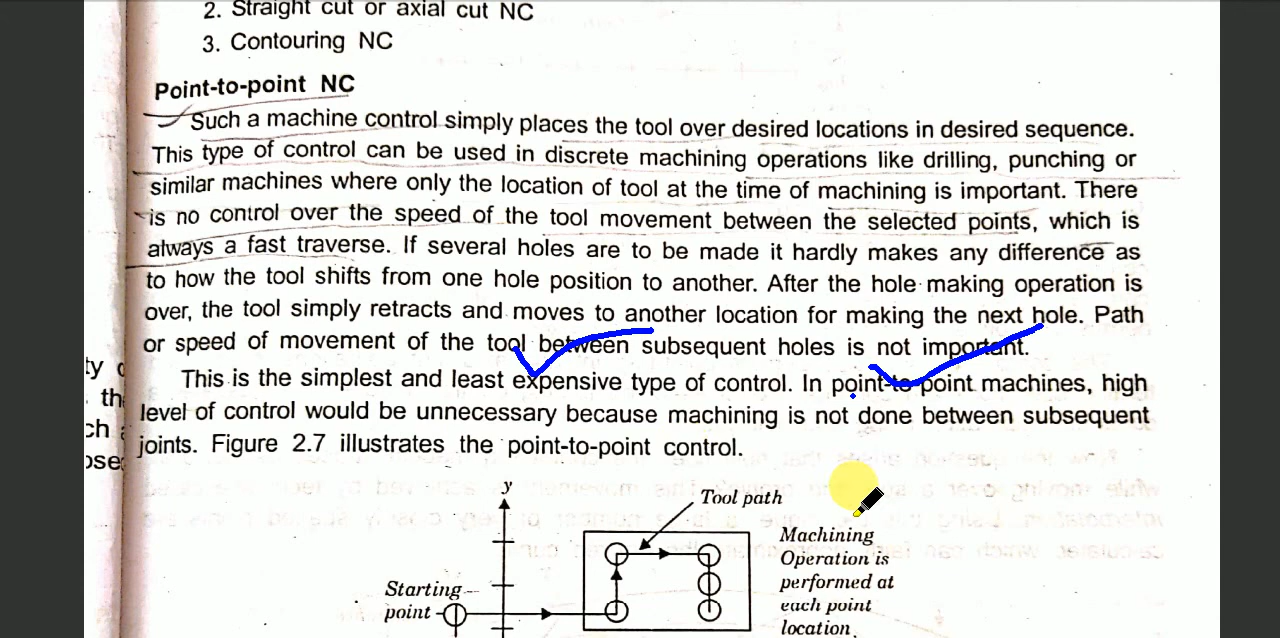 2. Straight cut or axial cut NC
3. Contouring NC
Point-to-point NC
Such a machine control simply places the tool over desired locations in desired sequence.
This type of control can be used in discrete machining operations like drilling, punching or
similar machines where only the location of tool at the time of machining is important. There
is no control over the speed of the tool movement between the selected points, which is
always a fast traverse. If several holes are to be made it hardly makes any difference as
to how the tool shifts from one hole position to another. After the hole making operation is
over, the tool simply retracts and moves to another location for making the next hole. Path
or speed of movement of the tool between subsequent holes is not important.
This is the simplest and least expensive type of control. In point-to-point machines, high
level of control would be unnecessary because machining is not done between subsequent
joints. Figure 2.7 illustrates the point-to-point control.
y
Tool path
Starting
point
Machining
Operation is
performed at
each point
location.